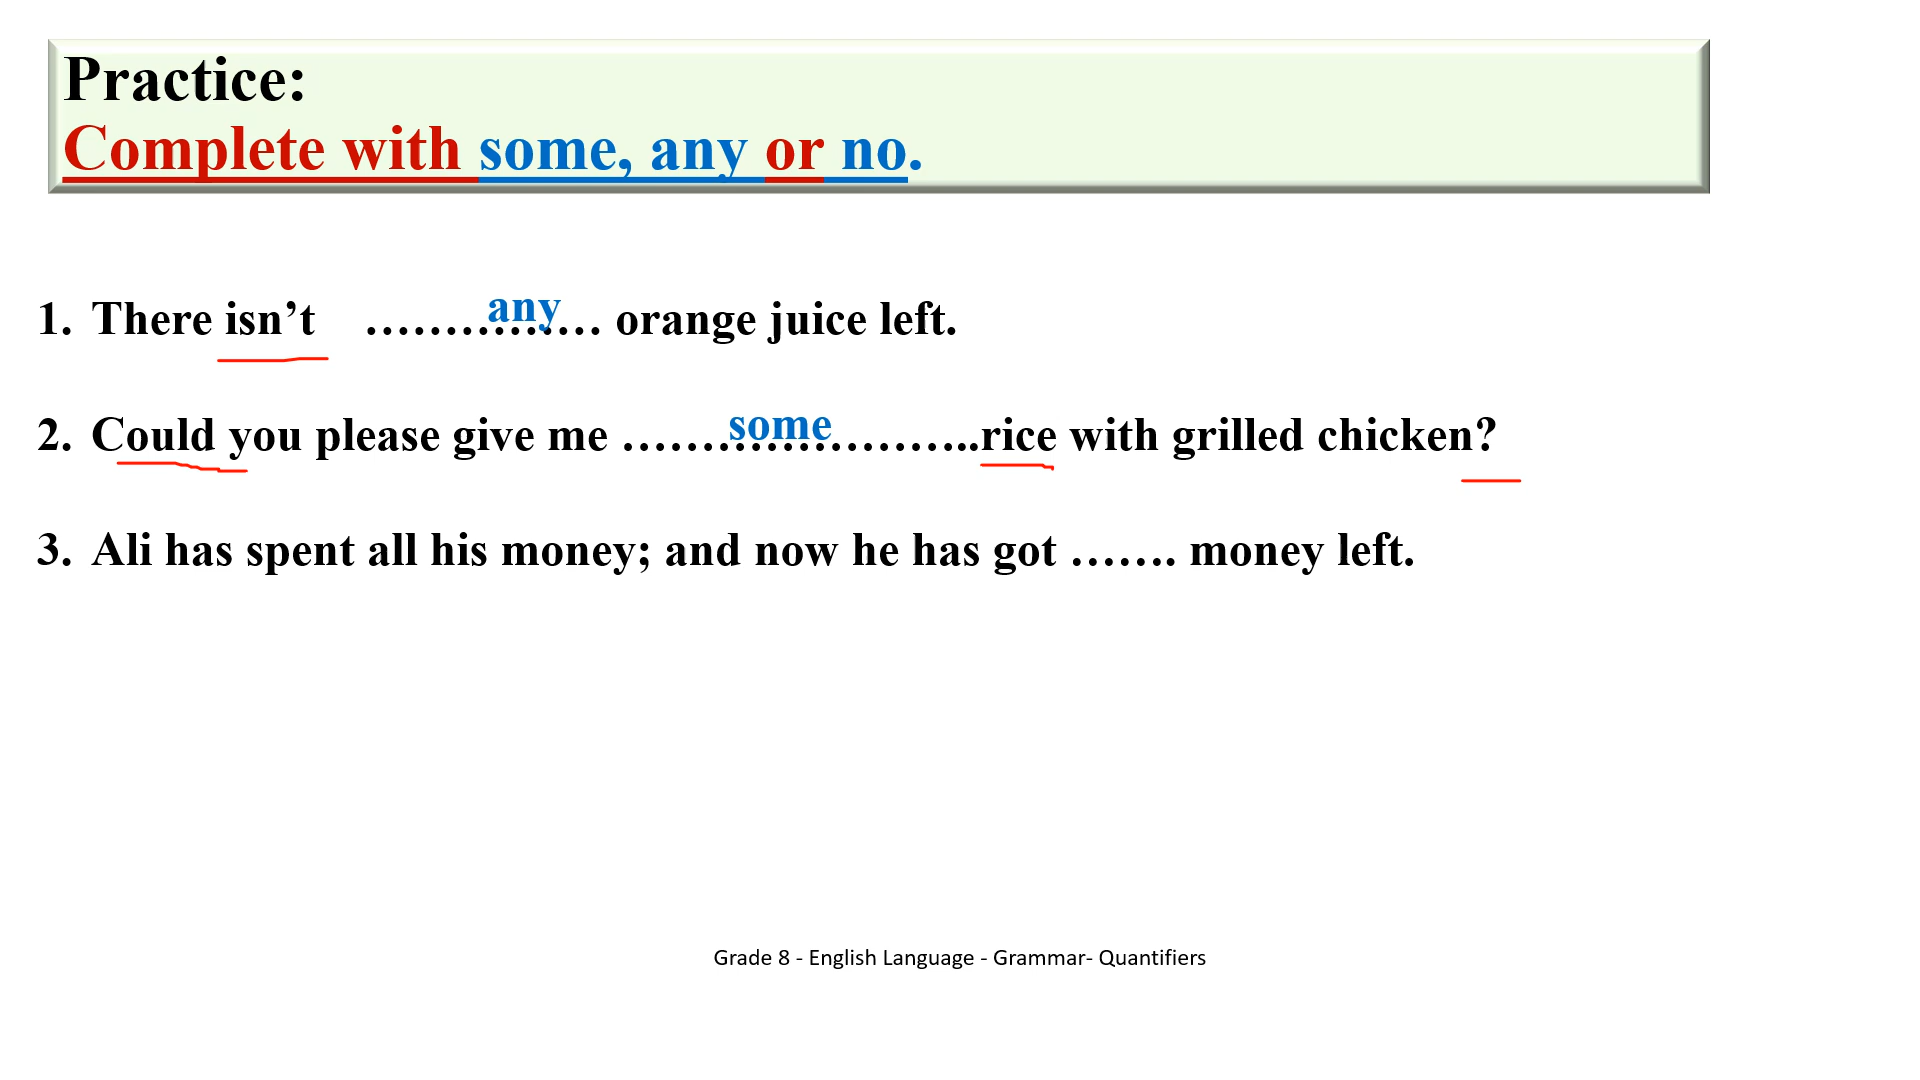 Practice:
Complete with some, any or no.
1. There isn’t …………any… orange juice left.
2. Could you please give me …….some…………..rice with grilled chicken?
3. Ali has spent all his money; and now he has got ……. money left.
Grade 8 - English Language - Grammar- Quantifiers